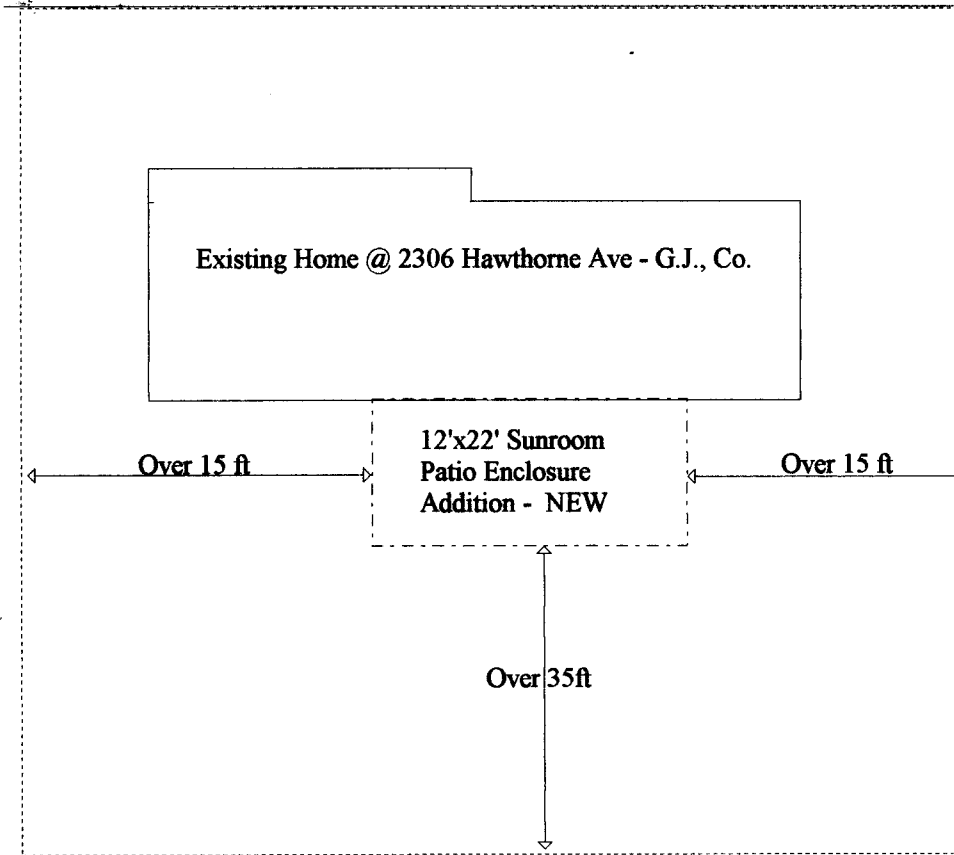 Existing Home @ 2306 Hawthorne Ave - G.J., Co.
12'x22' Sunroom
Patio Enclosure
Addition - NEW
Over 15 ft
Over 15 ft
Over 35ft